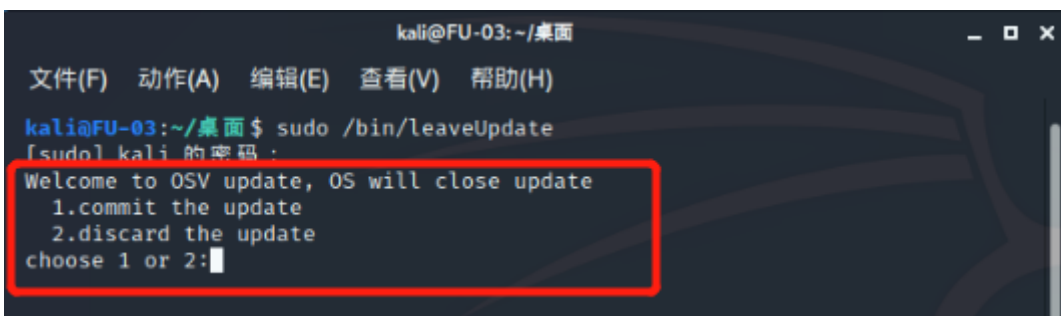 kali@FU-03:~/桌面
文件(F) 动作(A) 编辑(E) 查看(V) 帮助(H)
kali@FU-03:~/桌面$ sudo /bin/leaveUpdate
[sudo] kali 的密码：
Welcome to OSV update, OS will close update
1.commit the update
2.discard the update
choose 1 or 2: